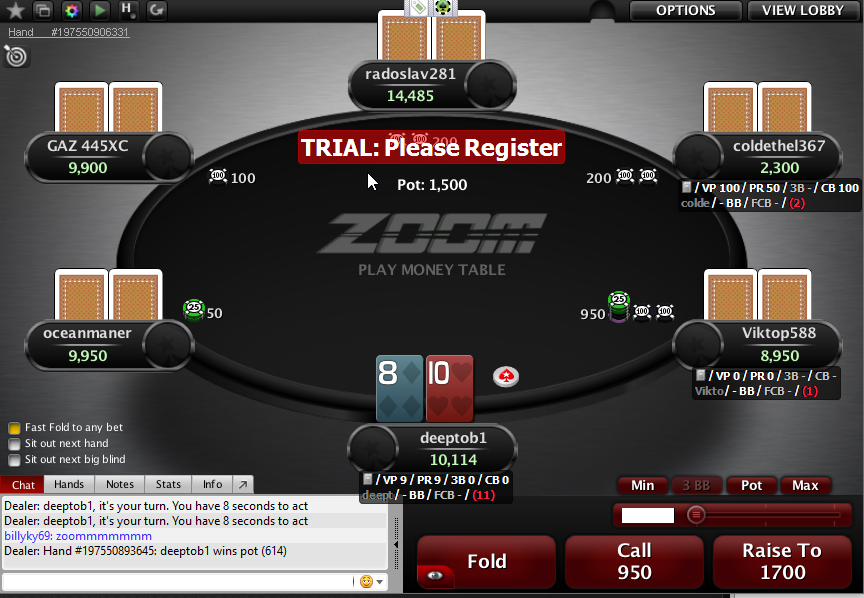 OPTIONS
VIEW LOBBY
Hand #197550906331
radoslav281
14,485
GAZ 445XC
9,900
coldethel367
2,300
/ VP 100 / PR 50 / 3B - / CB 100
colde / - BB / FCB - / (2)
TRIAL: Please Register
100
200
Pot: 1,500
ZOOM
PLAY MONEY TABLE
50
950
oceanmaner
9,950
Viktop588
8,950
/ VP 0 / PR 0 / 3B - / CB -
Vikto / - BB / FCB - / (1)
8
10
deeptob1
10,114
/ VP 9 / PR 9 / 3B 0 / CB 0
deept / - BB / FCB - / (11)
Fast Fold to any bet
Sit out next hand
Sit out next big blind
Chat
Hands
Notes
Stats
Info
Dealer: deeptob1, it's your turn. You have 8 seconds to act
Dealer: deeptob1, it's your turn. You have 8 seconds to act
billyky69: zoommmmmmm
Dealer: Hand #197550893645: deeptob1 wins pot (614)
Min
3 BB
Pot
Max
Fold
Call
950
Raise To
1700